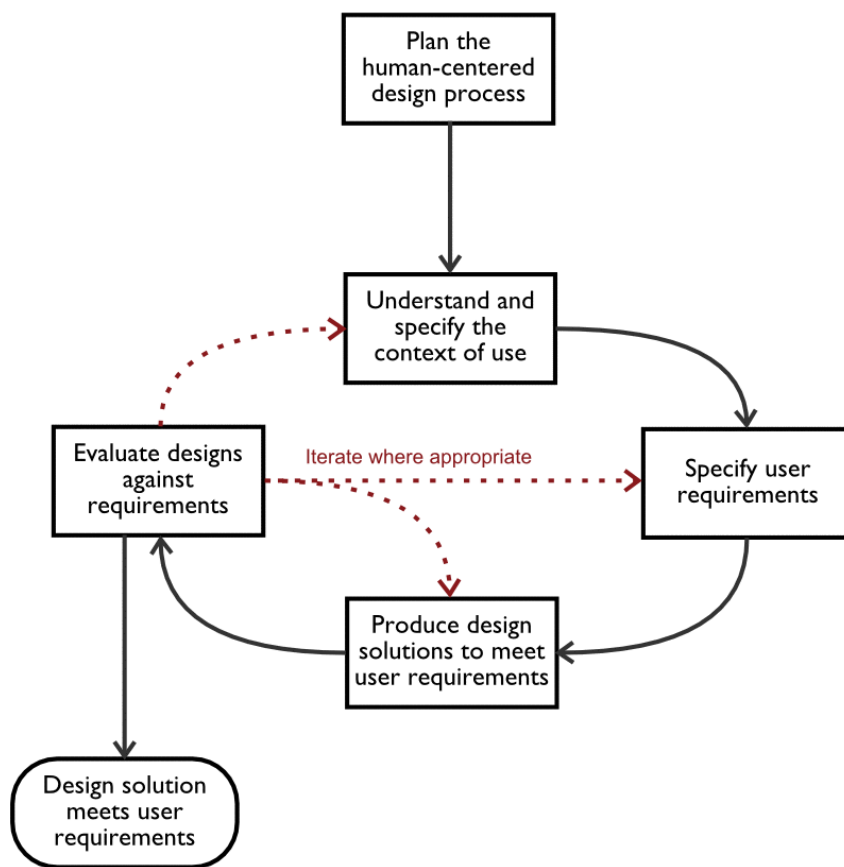 Plan the
human-centered
design process
Understand and
specify the
context of use
Evaluate designs
against
requirements
Iterate where appropriate
Specify user
requirements
Produce design
solutions to meet
user requirements
Design solution
meets user
requirements